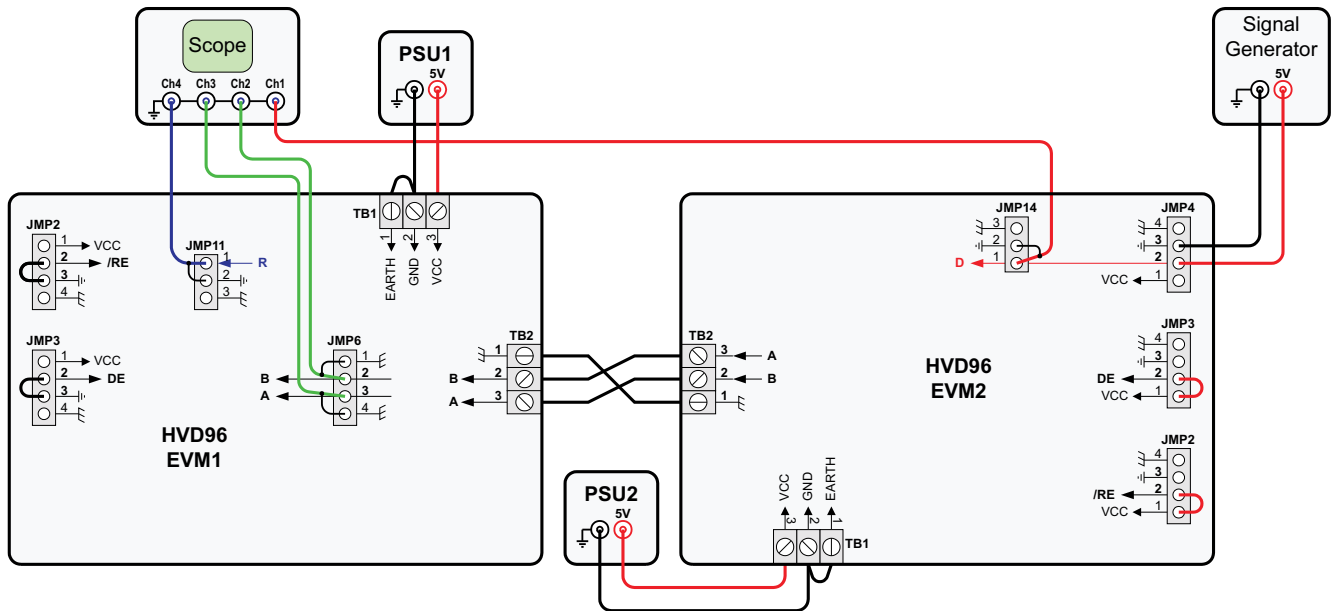 Scope
Ch4 Ch3 Ch2 Ch1
PSU1
5V
Signal
Generator
5V
JMP2
1 VCC
2 /RE
3
4
JMP11
1 R
2
3
TB1
1 2 3
EARTH GND VCC
JMP3
1 VCC
2 DE
3
4
JMP6
1
B 2
A 3
4
TB2
1
B 2
A 3
HVD96
EVM1
JMP14
3
2
D 1
JMP4
4
3
2
VCC 1
TB2
3 A
2 B
1
HVD96
EVM2
JMP3
4
3
DE 2
VCC 1
JMP2
4
3
/RE 2
VCC 1
PSU2
5V
VCC GND EARTH
3 2 1
TB1